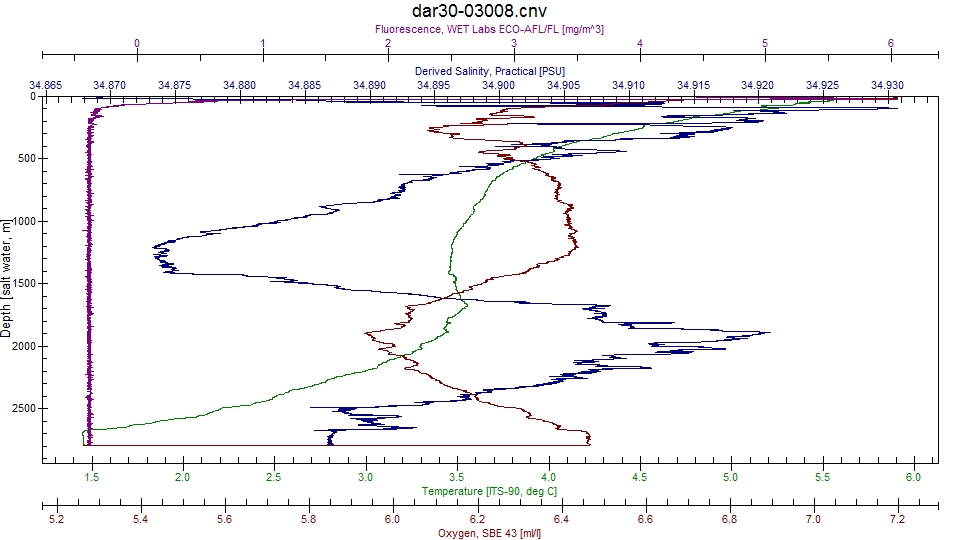 dar30-03008.cnv
Fluorescence, WET Labs ECO-AFL/FL [mg/m^3]
0 1 2 3 4 5 6
Derived Salinity, Practical [PSU]
34.865 34.870 34.875 34.880 34.885 34.890 34.895 34.900 34.905 34.910 34.915 34.920 34.925 34.930
0
500
1000
1500
2000
2500
Depth [salt water, m]
1.5 2.0 2.5 3.0 3.5 4.0 4.5 5.0 5.5 6.0
Temperature [ITS-90, deg C]
5.2 5.4 5.6 5.8 6.0 6.2 6.4 6.6 6.8 7.0 7.2
Oxygen, SBE 43 [ml/l]